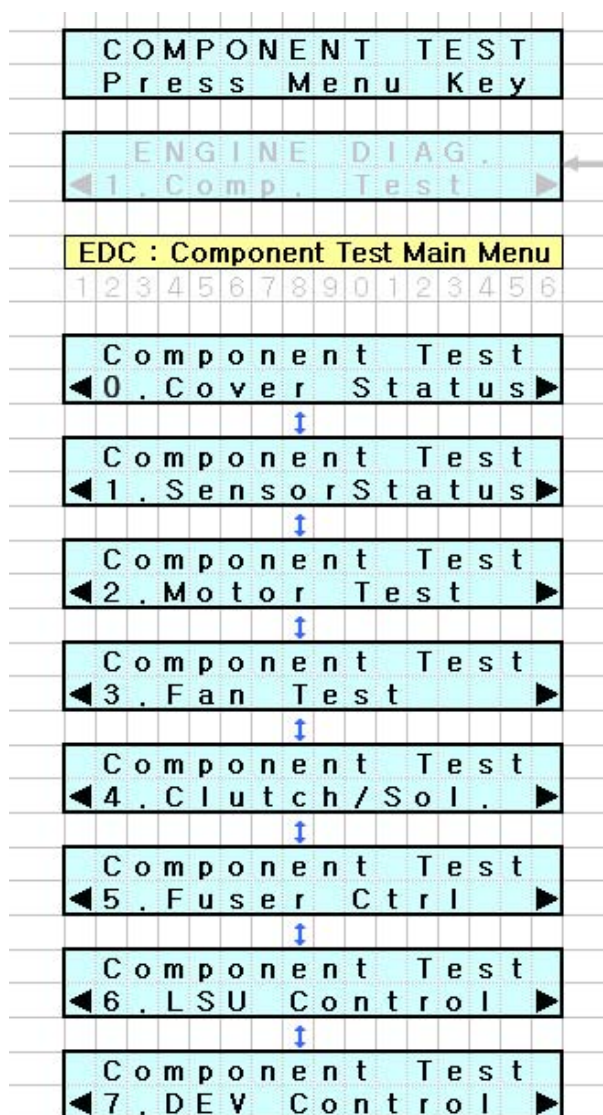 COMPONENT TEST
Press Menu Key
ENGINE DIAG.
◀1.Comp. Test ▶
EDC : Component Test Main Menu
1234567890123456
Component Test
◀0.Cover Status▶
Component Test
◀1.SensorStatus▶
Component Test
◀2.Motor Test ▶
Component Test
◀3.Fan Test ▶
Component Test
◀4.Clutch/Sol. ▶
Component Test
◀5.Fuser Ctrl ▶
Component Test
◀6.LSU Control ▶
Component Test
◀7.DEV Control ▶